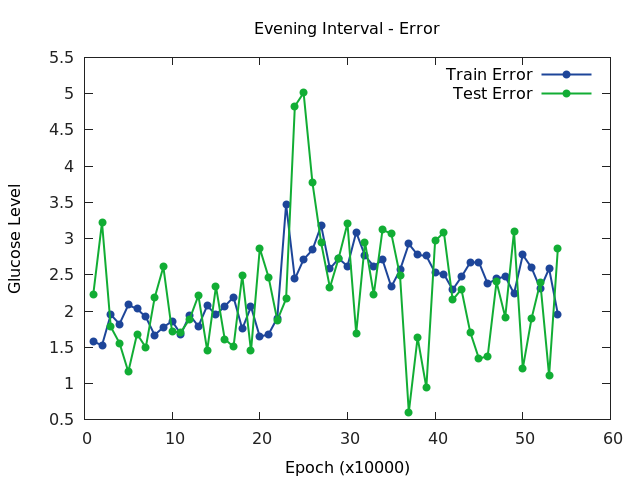 Evening Interval - Error
Train Error
Test Error
Glucose Level
5.5
5
4.5
4
3.5
3
2.5
2
1.5
1
0.5
0 10 20 30 40 50 60
Epoch (x10000)